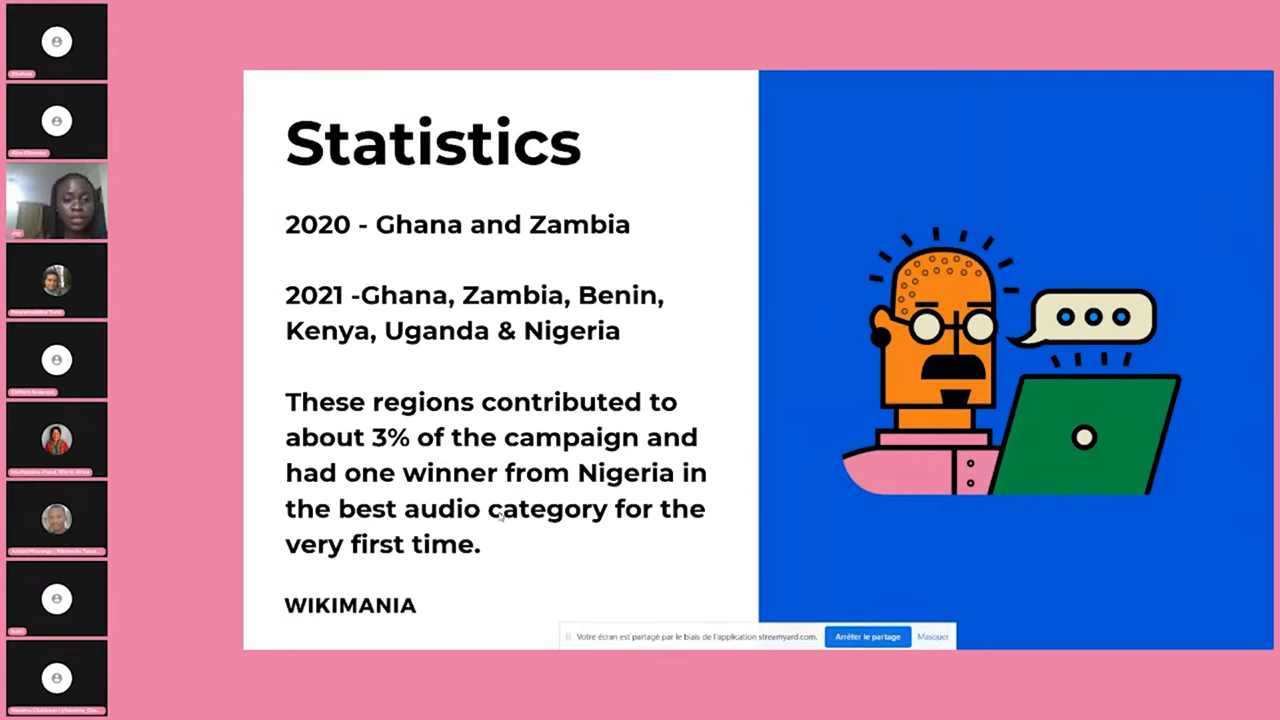 Statistics
2020 - Ghana and Zambia
2021 -Ghana, Zambia, Benin,
Kenya, Uganda & Nigeria
These regions contributed to
about 3% of the campaign and
had one winner from Nigeria in
the best audio category for the
very first time.
WIKIMANIA
Votre écran est partagé par le biais de l'application streamyard.com.
Arrêter le partage
Masquer